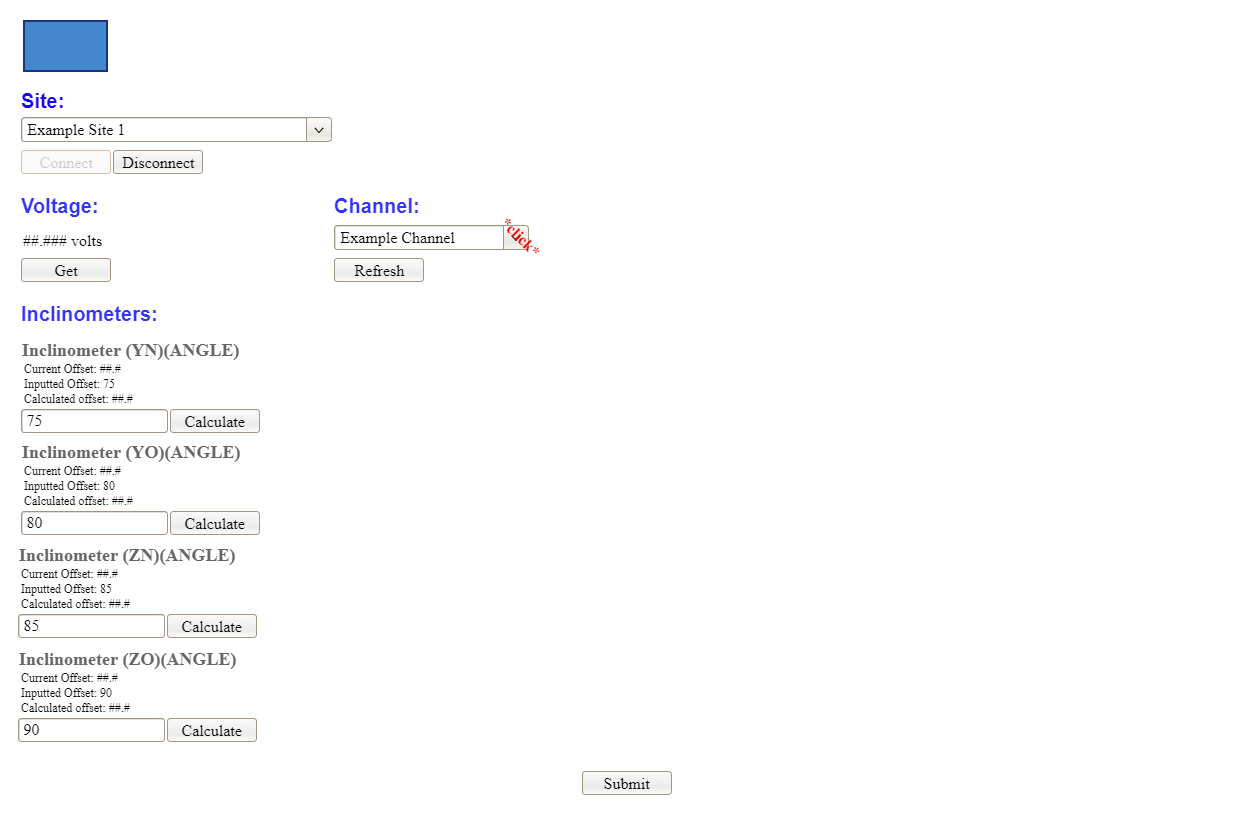 Site:
Example Site 1
Connect Disconnect
Voltage: Channel:
##.### volts Example Channel *click*
Get Refresh
Inclinometers:
Inclinometer (YN)(ANGLE)
Current Offset: ##.#
Inputted Offset: 75
Calculated offset: ##.#
75 Calculate
Inclinometer (YO)(ANGLE)
Current Offset: ##.#
Inputted Offset: 80
Calculated offset: ##.#
80 Calculate
Inclinometer (ZN)(ANGLE)
Current Offset: ##.#
Inputted Offset: 85
Calculated offset: ##.#
85 Calculate
Inclinometer (ZO)(ANGLE)
Current Offset: ##.#
Inputted Offset: 90
Calculated offset: ##.#
90 Calculate
Submit